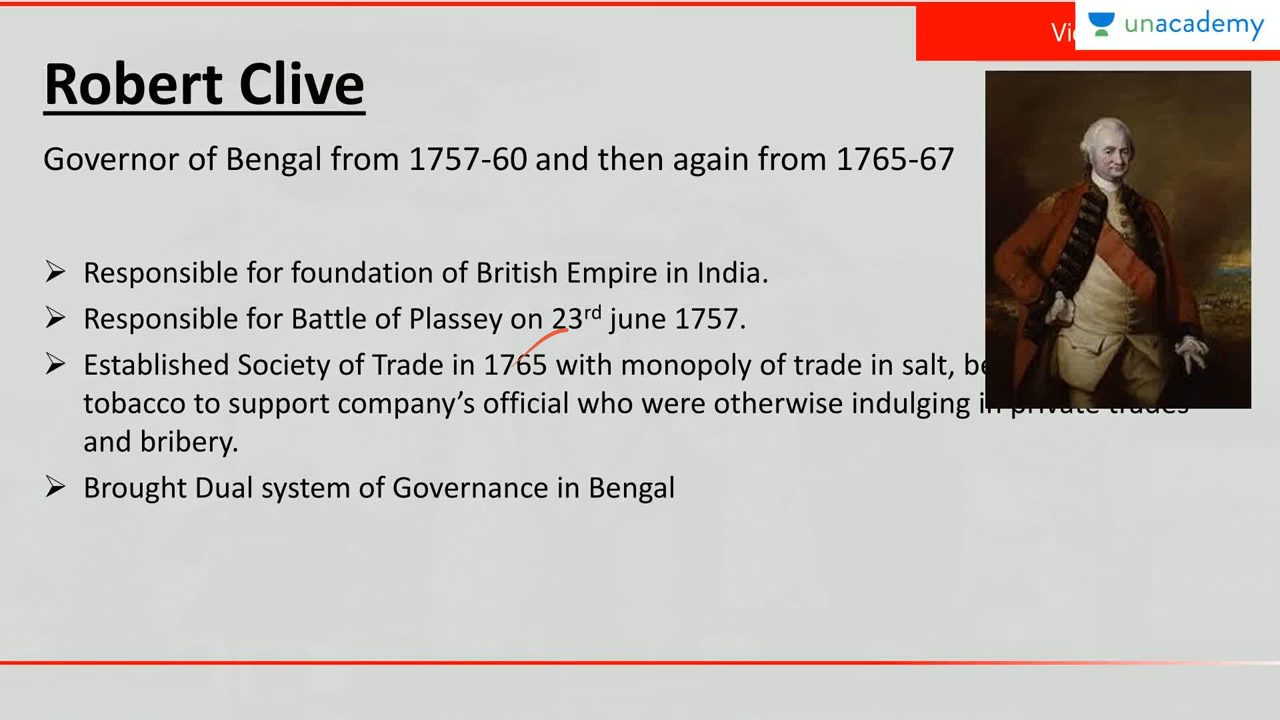 unacademy
Robert Clive
Governor of Bengal from 1757-60 and then again from 1765-67
➢ Responsible for foundation of British Empire in India.
➢ Responsible for Battle of Plassey on 23rd june 1757.
➢ Established Society of Trade in 1765 with monopoly of trade in salt,
tobacco to support company's official who were otherwise indulging in private trades
and bribery.
➢ Brought Dual system of Governance in Bengal